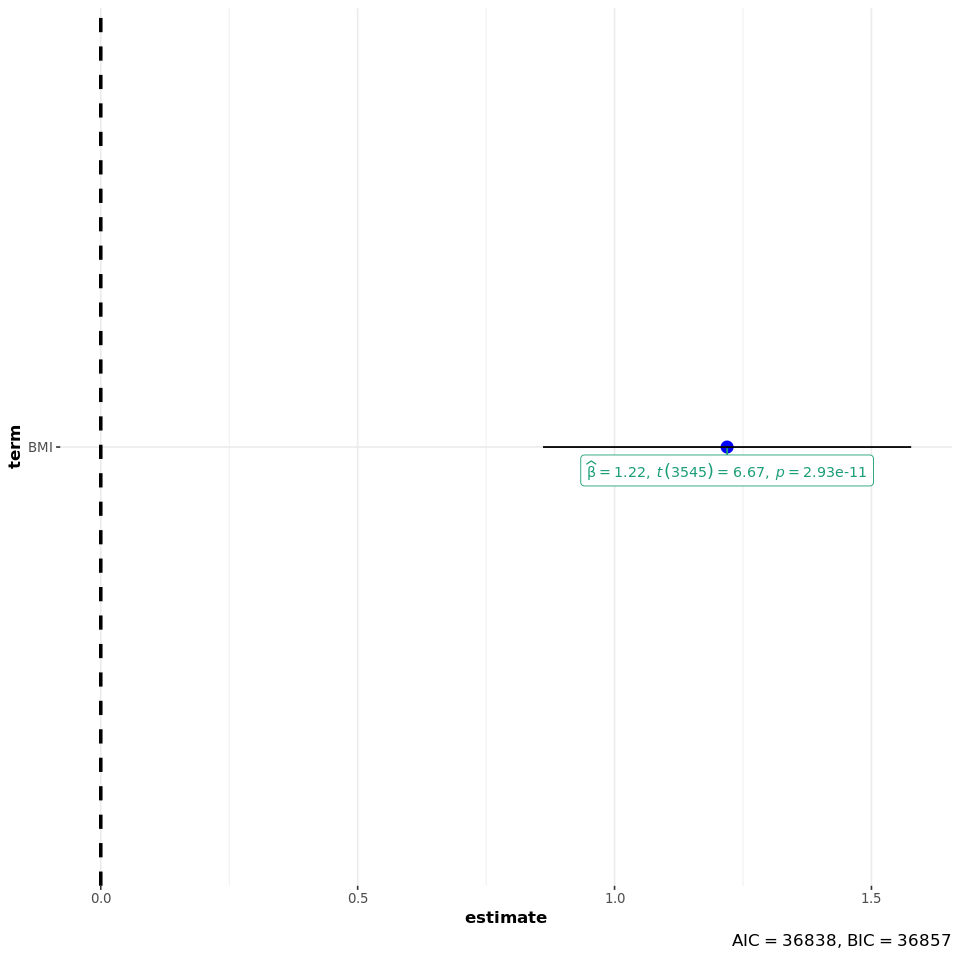 term
BMI
β̂ = 1.22, t(3545) = 6.67, p = 2.93e-11
0.0 0.5 1.0 1.5
estimate
AIC = 36838, BIC = 36857